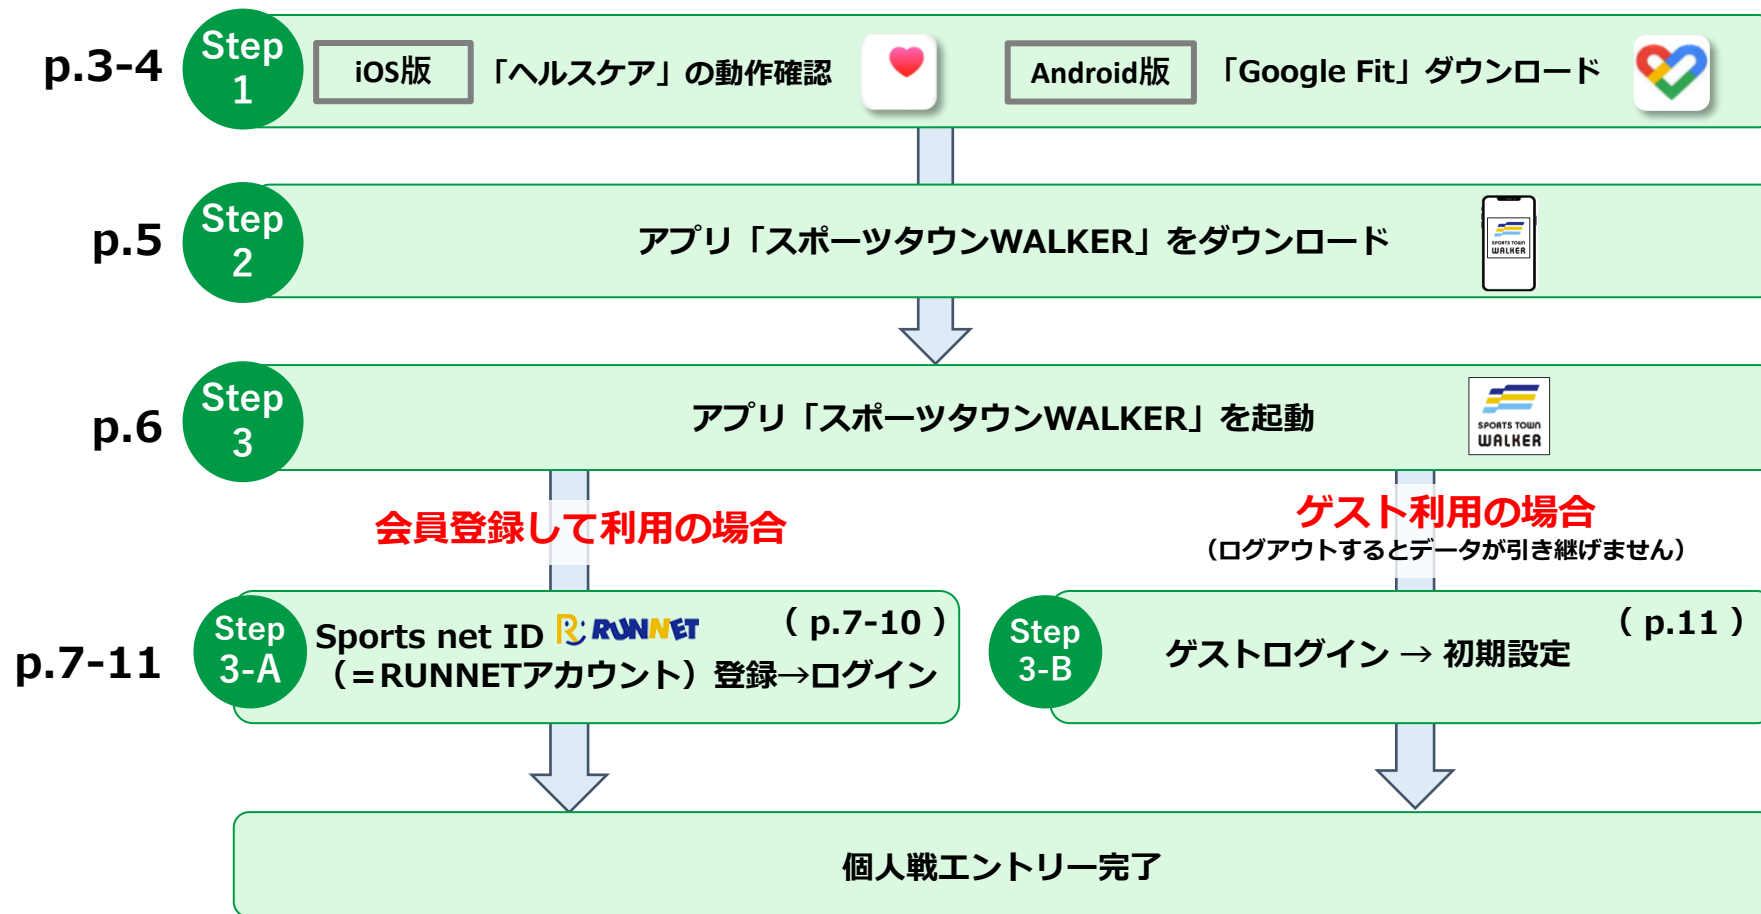 p.3-4
Step
1
iOS版
「ヘルスケア」の動作確認
Android版
「Google Fit」ダウンロード
p.5
Step
2
アプリ「スポーツタウンWALKER」をダウンロード
SPORTS TOWN
WALKER
p.6
Step
3
アプリ「スポーツタウンWALKER」を起動
SPORTS TOWN
WALKER
会員登録して利用の場合
ゲスト利用の場合
（ログアウトするとデータが引き継げません）
p.7-11
Step
3-A
Sports net ID R RUNNET （ p.7-10 ）
（＝RUNNETアカウント）登録→ログイン
Step
3-B
（ p.11 ）
ゲストログイン → 初期設定
個人戦エントリー完了